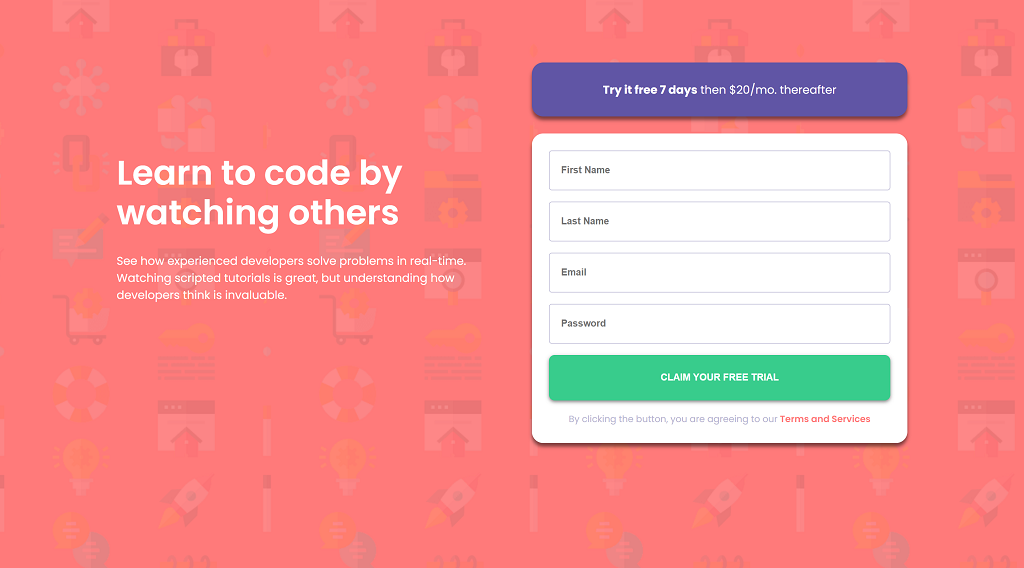 Learn to code by
watching others
See how experienced developers solve problems in real-time.
Watching scripted tutorials is great, but understanding how
developers think is invaluable.
Try it free 7 days then $20/mo. thereafter
First Name
Last Name
Email
Password
CLAIM YOUR FREE TRIAL
By clicking the button, you are agreeing to our Terms and Services